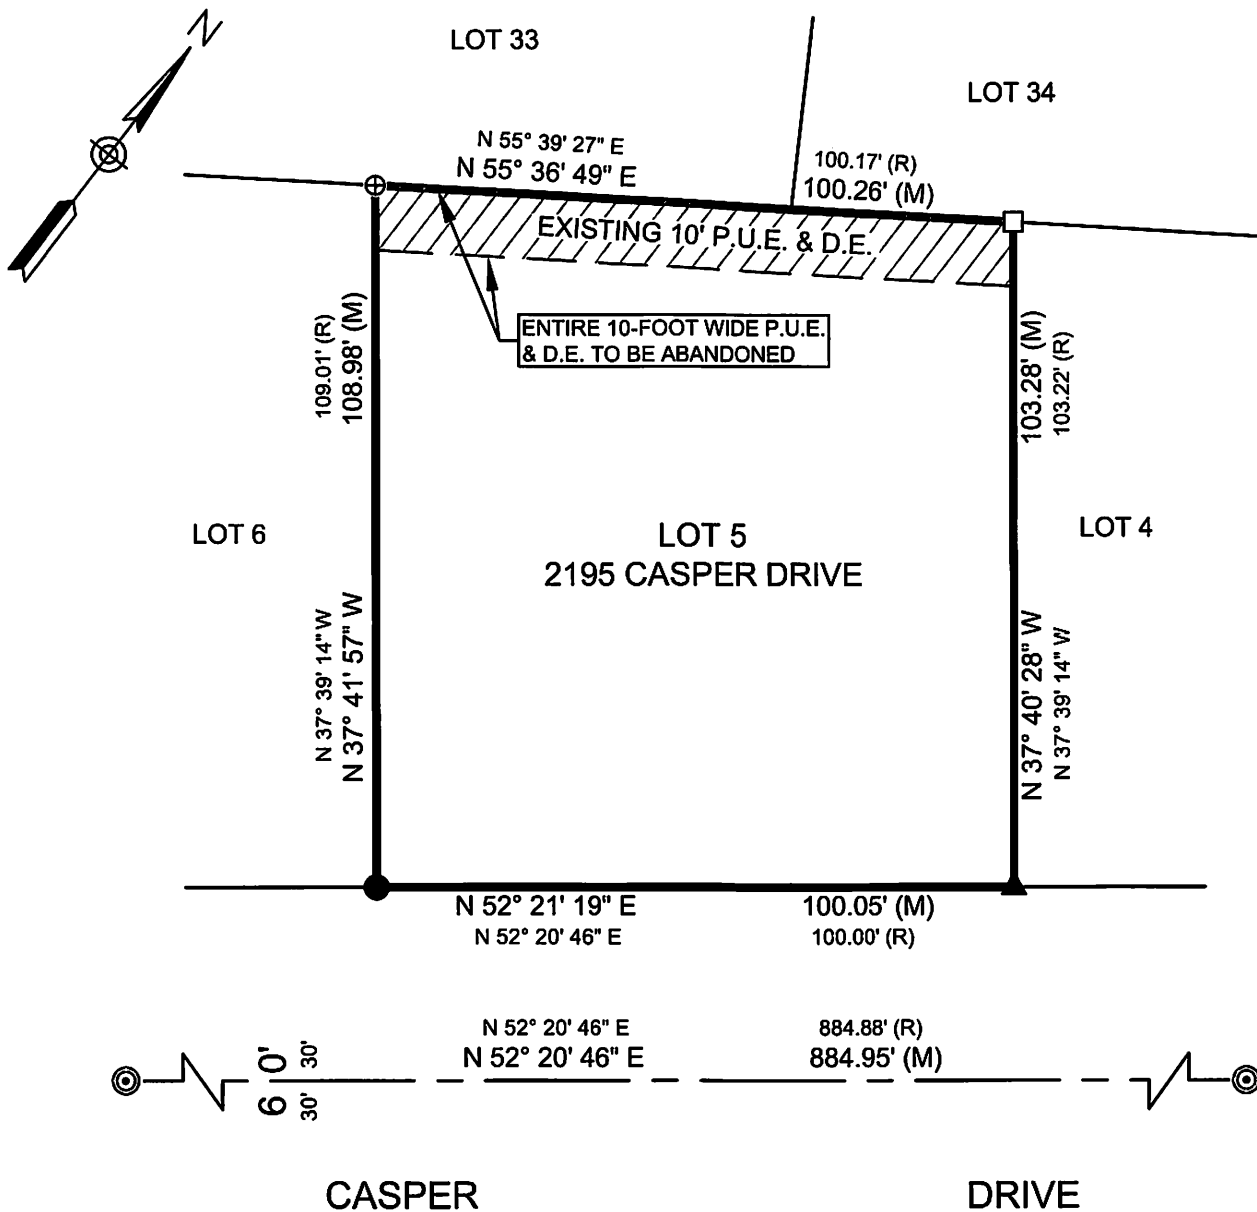 N
LOT 33
LOT 34
N 55° 39' 27" E
N 55° 36' 49" E
100.17' (R)
100.26' (M)
EXISTING 10' P.U.E. & D.E.
ENTIRE 10-FOOT WIDE P.U.E.
& D.E. TO BE ABANDONED
109.01' (R)
108.98' (M)
103.28' (M)
103.22' (R)
LOT 6
LOT 5
2195 CASPER DRIVE
LOT 4
N 37° 39' 14" W
N 37° 41' 57" W
N 37° 40' 28" W
N 37° 39' 14" W
N 52° 21' 19" E
100.05' (M)
N 52° 20' 46" E
100.00' (R)
N 52° 20' 46" E
884.88' (R)
N 52° 20' 46" E
884.95' (M)
60'
30'
30'
CASPER DRIVE